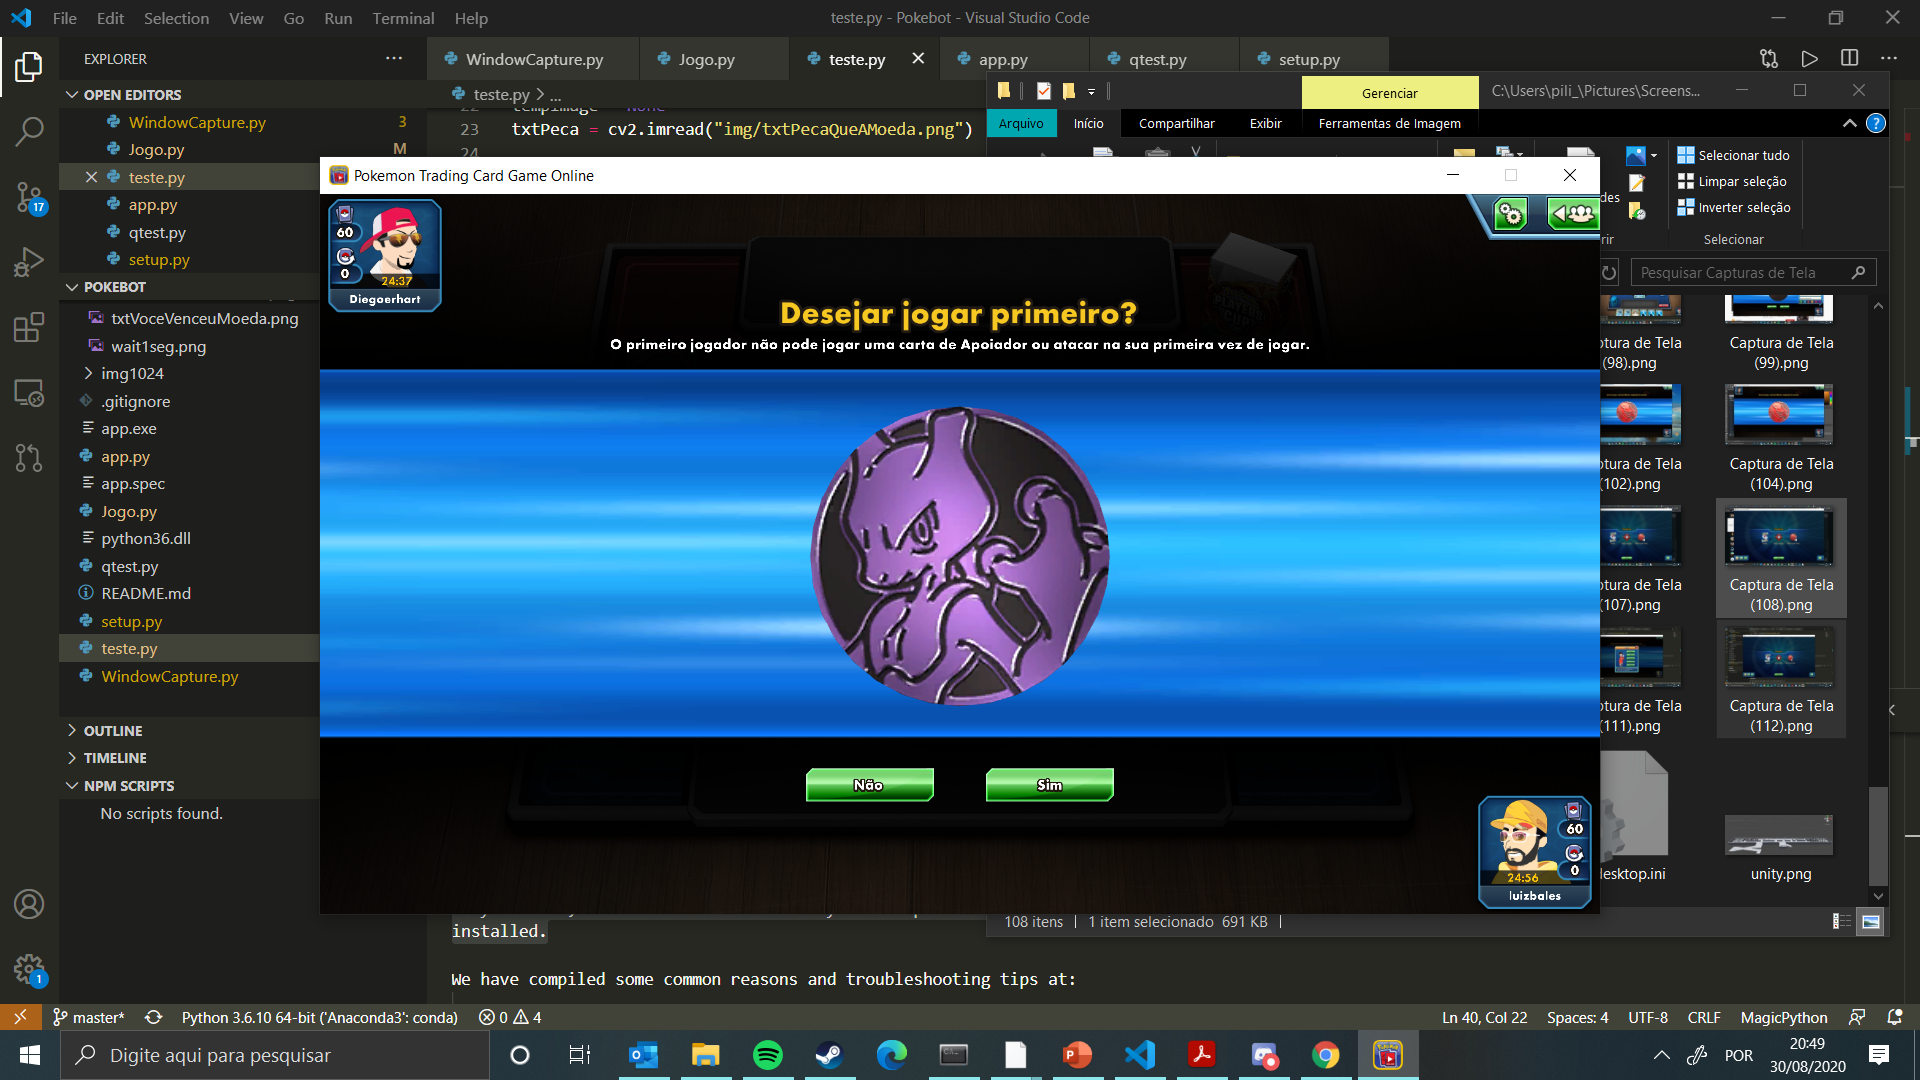 File Edit Selection View Go Run Terminal Help
teste.py - Pokebot - Visual Studio Code
EXPLORER
WindowCapture.py
Jogo.py
teste.py
app.py
qtest.py
setup.py
OPEN EDITORS
WindowCapture.py 3
Jogo.py M
teste.py
app.py
qtest.py
setup.py
POKEBOT
txtVoceVenceuMoeda.png
wait1seg.png
img1024
.gitignore
app.exe
app.py
app.spec
Jogo.py
python36.dll
qtest.py
README.md
setup.py
teste.py
WindowCapture.py
OUTLINE
TIMELINE
NPM SCRIPTS
No scripts found.
17
1
teste.py > ...
23 txtPeca = cv2.imread("img/txtPecaQueAMoeda.png")
24
Gerenciar
C:\Users\pili_\Pictures\Screens...
Arquivo Início Compartilhar Exibir Ferramentas de Imagem
Selecionar tudo
Limpar seleção
Inverter seleção
Selecionar
Pesquisar Capturas de Tela
Pokemon Trading Card Game Online
60
0
24:37
Diegoerhart
Desejar jogar primeiro?
O primeiro jogador não pode jogar uma carta de Apoiador ou atacar na sua primeira vez de jogar.
Não
Sim
60
0
24:56
luizbales
ptura de Tela
(98).png
Captura de Tela
(99).png
ptura de Tela
(102).png
Captura de Tela
(104).png
ptura de Tela
(107).png
Captura de Tela
(108).png
ptura de Tela
(111).png
Captura de Tela
(112).png
desktop.ini
unity.png
108 itens
1 item selecionado 691 KB
installed.
We have compiled some common reasons and troubleshooting tips at:
master*
Python 3.6.10 64-bit ('Anaconda3': conda)
0
4
Ln 40, Col 22
Spaces: 4
UTF-8
CRLF
MagicPython
Digite aqui para pesquisar
POR
20:49
30/08/2020